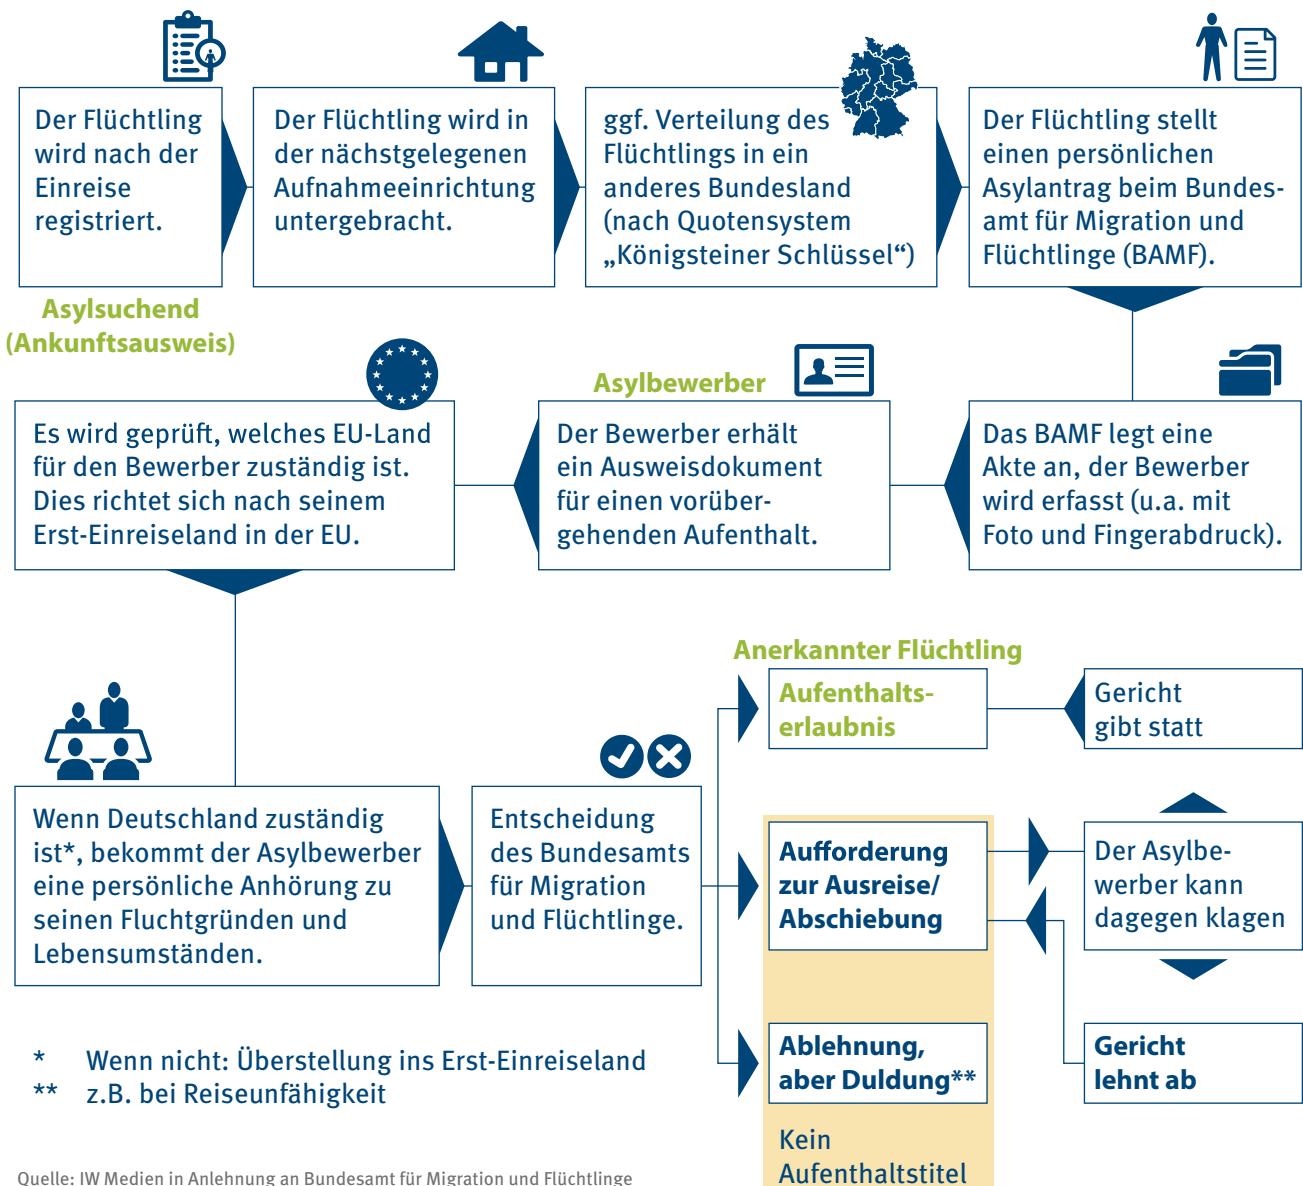 Der Flüchtling
wird nach der
Einreise
registriert.
Asylsuchend
(Ankunftsausweis)
Der Flüchtling wird in
der nächstgelegenen
Aufnahmeeinrichtung
untergebracht.
ggf. Verteilung des
Flüchtlings in ein
anderes Bundesland
(nach Quotensystem
„Königsteiner Schlüssel“)
Der Flüchtling stellt
einen persönlichen
Asylantrag beim Bundes-
amt für Migration und
Flüchtlinge (BAMF).
Das BAMF legt eine
Akte an, der Bewerber
wird erfasst (u.a. mit
Foto und Fingerabdruck).
Asylbewerber
Der Bewerber erhält
ein Ausweisdokument
für einen vorüber-
gehenden Aufenthalt.
Es wird geprüft, welches EU-Land
für den Bewerber zuständig ist.
Dies richtet sich nach seinem
Erst-Einreiseland in der EU.
Wenn Deutschland zuständig
ist*, bekommt der Asylbewerber
eine persönliche Anhörung zu
seinen Fluchtgründen und
Lebensumständen.
Entscheidung
des Bundesamts
für Migration
und Flüchtlinge.
Anerkannter Flüchtling
Aufenthalts-
erlaubnis
Gericht
gibt statt
Aufforderung
zur Ausreise/
Abschiebung
Der Asylbe-
werber kann
dagegen klagen
Ablehnung,
aber Duldung**
Gericht
lehnt ab
Kein
Aufenthaltstitel
* Wenn nicht: Überstellung ins Erst-Einreiseland
** z.B. bei Reiseunfähigkeit
Quelle: IW Medien in Anlehnung an Bundesamt für Migration und Flüchtlinge